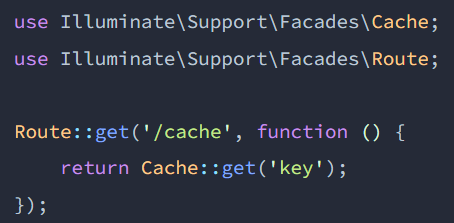 use Illuminate\Support\Facades\Cache;
use Illuminate\Support\Facades\Route;

Route::get('/cache', function () {
    return Cache::get('key');
});